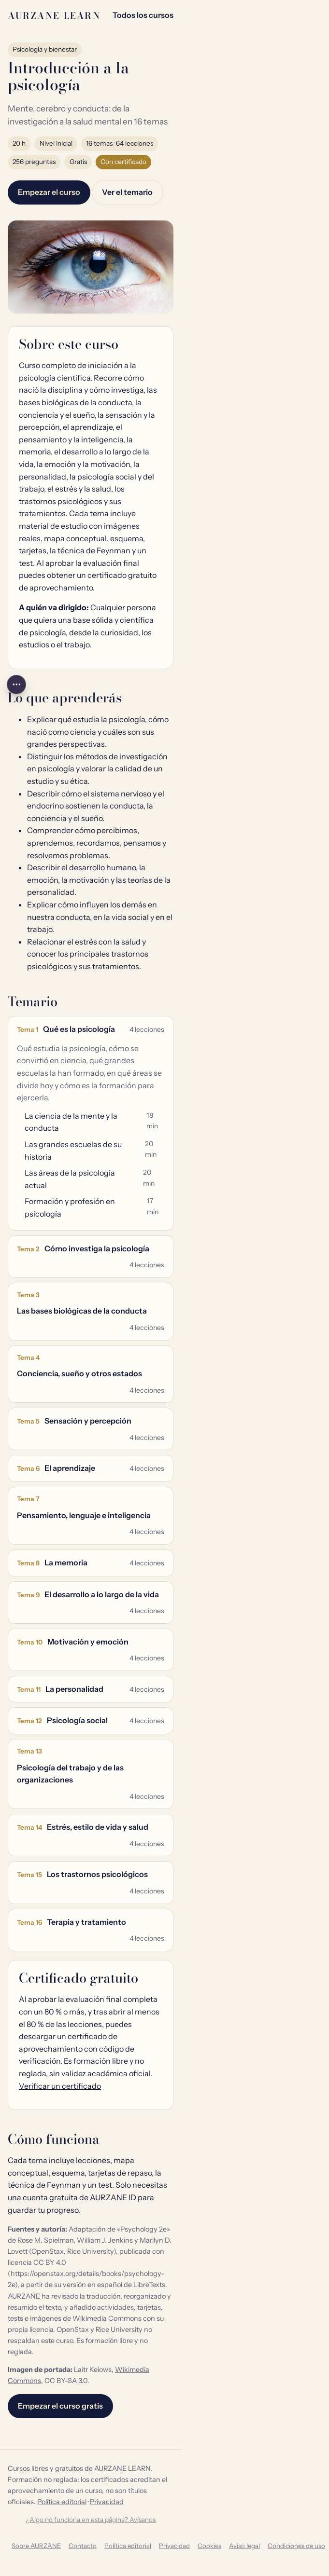 AURZANE LEARN
Todos los cursos
Psicología y bienestar
Introducción a la
psicología
Mente, cerebro y conducta: de la
investigación a la salud mental en 16 temas
20 h
Nivel Inicial
16 temas · 64 lecciones
256 preguntas
Gratis
Con certificado
Empezar el curso
Ver el temario
Sobre este curso
Curso completo de iniciación a la
psicología científica. Recorre cómo
nació la disciplina y cómo investiga, las
bases biológicas de la conducta, la
conciencia y el sueño, la sensación y la
percepción, el aprendizaje, el
pensamiento y la inteligencia, la
memoria, el desarrollo a lo largo de la
vida, la emoción y la motivación, la
personalidad, la psicología social y del
trabajo, el estrés y la salud, los
trastornos psicológicos y sus
tratamientos. Cada tema incluye
material de estudio con imágenes
reales, mapa conceptual, esquema,
tarjetas, la técnica de Feynman y un
test. Al aprobar la evaluación final
puedes obtener un certificado gratuito
de aprovechamiento.
A quién va dirigido: Cualquier persona
que quiera una base sólida y científica
de psicología, desde la curiosidad, los
estudios o el trabajo.
Lo que aprenderás
• Explicar qué estudia la psicología, cómo
nació como ciencia y cuáles son sus
grandes perspectivas.
• Distinguir los métodos de investigación
en psicología y valorar la calidad de un
estudio y su ética.
• Describir cómo el sistema nervioso y el
endocrino sostienen la conducta, la
conciencia y el sueño.
• Comprender cómo percibimos,
aprendemos, recordamos, pensamos y
resolvemos problemas.
• Describir el desarrollo humano, la
emoción, la motivación y las teorías de la
personalidad.
• Explicar cómo influyen los demás en
nuestra conducta, en la vida social y en el
trabajo.
• Relacionar el estrés con la salud y
conocer los principales trastornos
psicológicos y sus tratamientos.
Temario
Tema 1 Qué es la psicología 4 lecciones
Qué estudia la psicología, cómo se
convirtió en ciencia, qué grandes
escuelas la han formado, en qué áreas se
divide hoy y cómo es la formación para
ejercerla.
La ciencia de la mente y la
conducta
18
min
Las grandes escuelas de su
historia
20
min
Las áreas de la psicología
actual
20
min
Formación y profesión en
psicología
17
min
Tema 2 Cómo investiga la psicología
4 lecciones
Tema 3
Las bases biológicas de la conducta
4 lecciones
Tema 4
Conciencia, sueño y otros estados
4 lecciones
Tema 5 Sensación y percepción
4 lecciones
Tema 6 El aprendizaje 4 lecciones
Tema 7
Pensamiento, lenguaje e inteligencia
4 lecciones
Tema 8 La memoria 4 lecciones
Tema 9 El desarrollo a lo largo de la vida
4 lecciones
Tema 10 Motivación y emoción
4 lecciones
Tema 11 La personalidad 4 lecciones
Tema 12 Psicología social 4 lecciones
Tema 13
Psicología del trabajo y de las
organizaciones
4 lecciones
Tema 14 Estrés, estilo de vida y salud
4 lecciones
Tema 15 Los trastornos psicológicos
4 lecciones
Tema 16 Terapia y tratamiento
4 lecciones
Certificado gratuito
Al aprobar la evaluación final completa
con un 80 % o más, y tras abrir al menos
el 80 % de las lecciones, puedes
descargar un certificado de
aprovechamiento con código de
verificación. Es formación libre y no
reglada, sin validez académica oficial.
Verificar un certificado
Cómo funciona
Cada tema incluye lecciones, mapa
conceptual, esquema, tarjetas de repaso, la
técnica de Feynman y un test. Solo necesitas
una cuenta gratuita de AURZANE ID para
guardar tu progreso.
Fuentes y autoría: Adaptación de «Psychology 2e»
de Rose M. Spielman, William J. Jenkins y Marilyn D.
Lovett (OpenStax, Rice University), publicada con
licencia CC BY 4.0
(https://openstax.org/details/books/psychology-
2e), a partir de su versión en español de LibreTexts.
AURZANE ha revisado la traducción, reorganizado y
resumido el texto, y añadido actividades, tarjetas,
tests e imágenes de Wikimedia Commons con su
propia licencia. OpenStax y Rice University no
respaldan este curso. Es formación libre y no
reglada.
Imagen de portada: Laitr Keiows, Wikimedia
Commons, CC BY-SA 3.0.
Empezar el curso gratis
Cursos libres y gratuitos de AURZANE LEARN.
Formación no reglada: los certificados acreditan el
aprovechamiento de un curso, no son títulos
oficiales. Política editorial · Privacidad
¿Algo no funciona en esta página? Avísanos
Sobre AURZANE Contacto Política editorial Privacidad Cookies Aviso legal Condiciones de uso